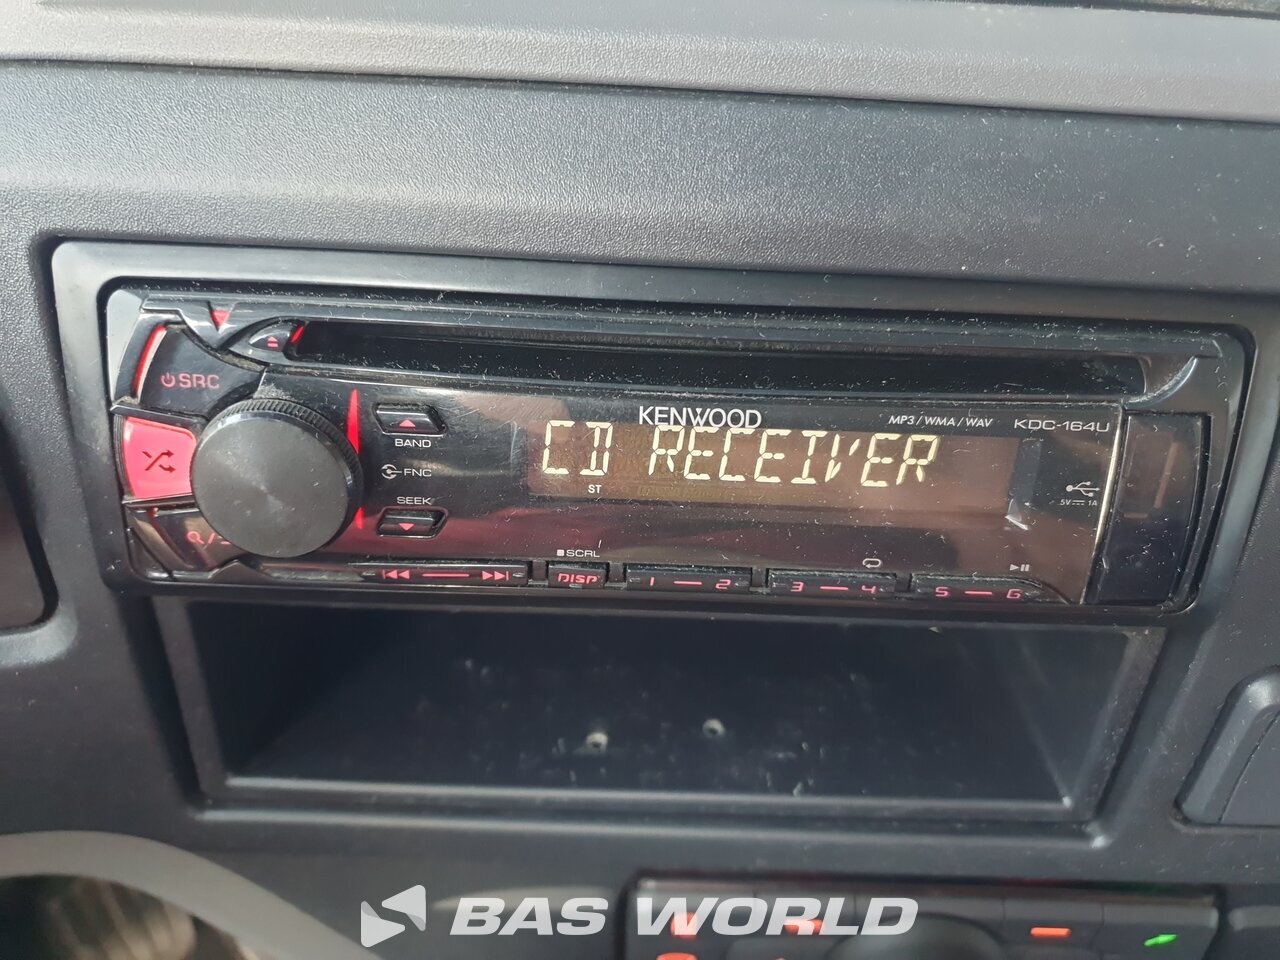 SRC
KENWOOD
MP3/WMA/WAV KDC-164U
BAND
CD RECEIVER
FNC
ST
SEEK
5V 1A
SCRL
DISP
1 2 3 4 5 6
BAS WORLD